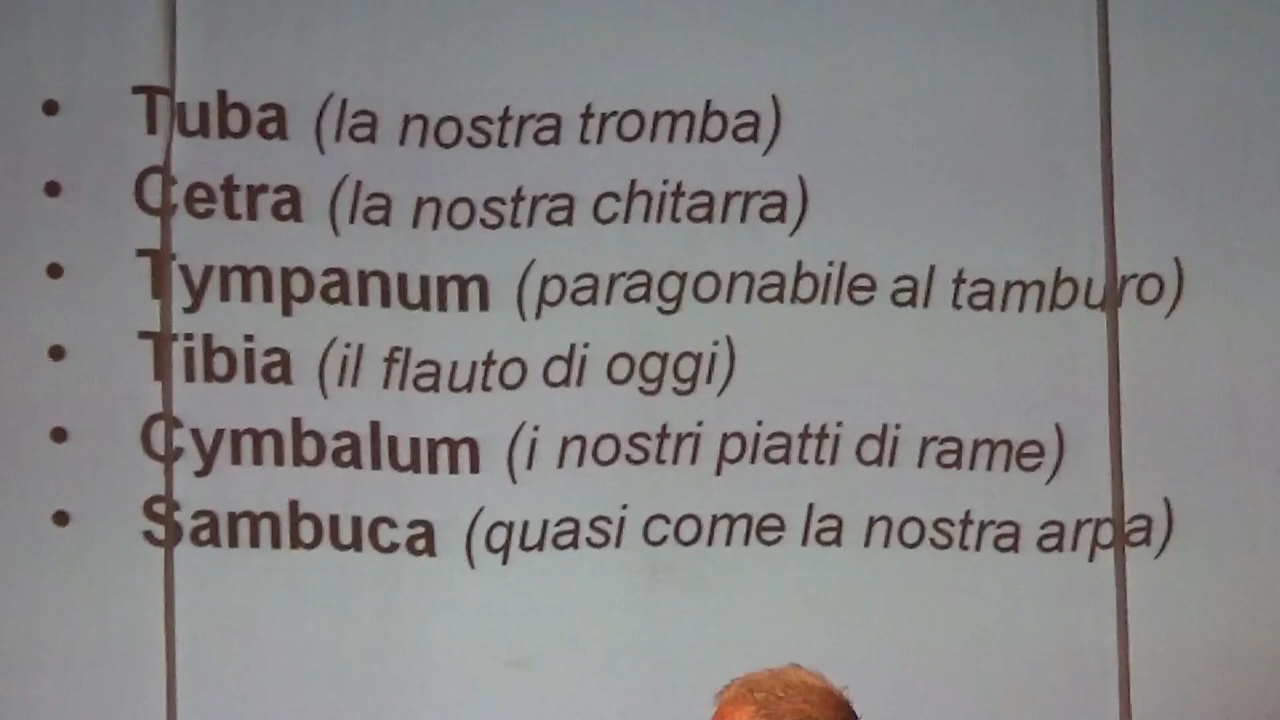 • Tuba (la nostra tromba)
• Cetra (la nostra chitarra)
• Tympanum (paragonabile al tamburo)
• Tibia (il flauto di oggi)
• Cymbalum (i nostri piatti di rame)
• Sambuca (quasi come la nostra arpa)